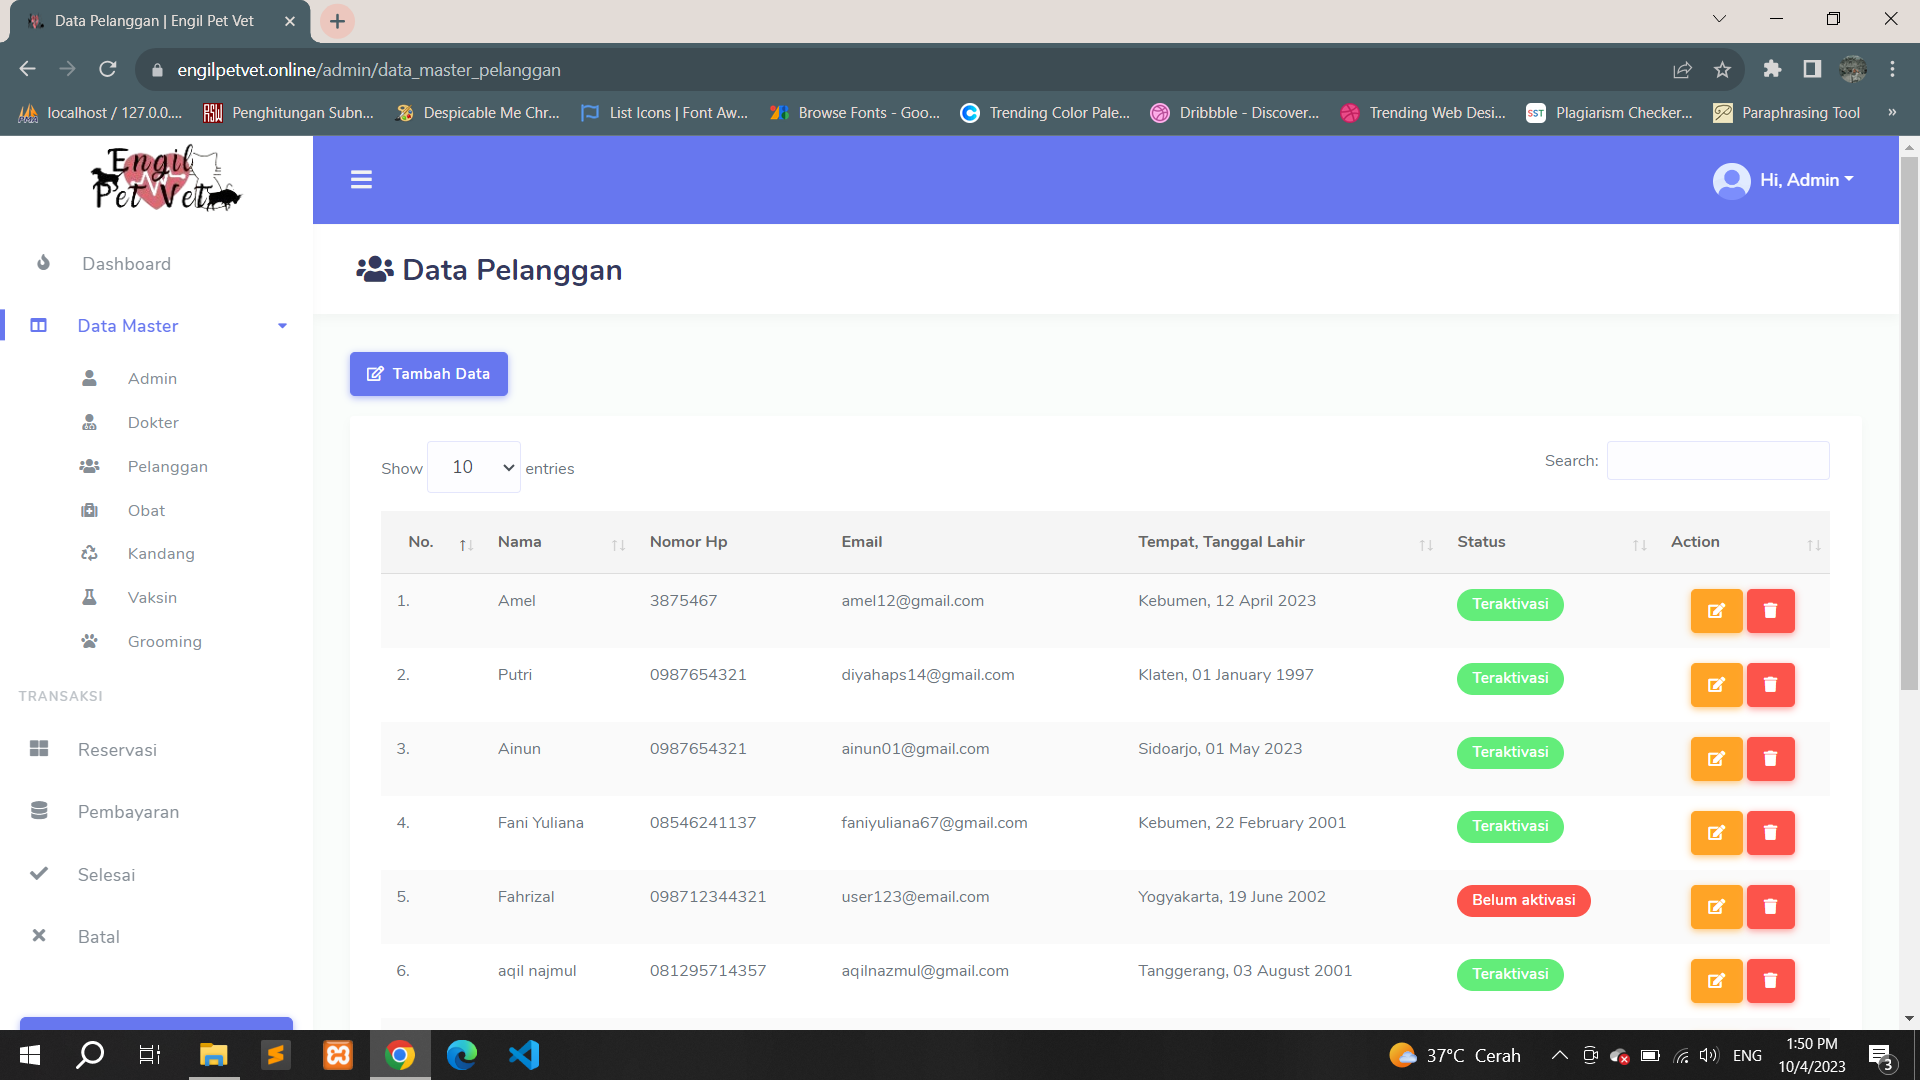 Data Pelanggan | Engil Pet Vet
engilpetvet.online/admin/data_master_pelanggan
localhost / 127.0.0.... Penghitungan Subn... Despicable Me Chr... List Icons | Font Aw... Browse Fonts - Goo... Trending Color Pale... Dribbble - Discover... Trending Web Desi... SST Plagiarism Checker... Paraphrasing Tool »
Engil
Pet Vet
Hi, Admin
Data Pelanggan
Dashboard
Data Master
Admin
Dokter
Pelanggan
Obat
Kandang
Vaksin
Grooming
TRANSAKSI
Reservasi
Pembayaran
Selesai
Batal
Tambah Data
Show 10 entries
Search:
No. Nama Nomor Hp Email Tempat, Tanggal Lahir Status Action
1. Amel 3875467 amel12@gmail.com Kebumen, 12 April 2023 Teraktivasi
2. Putri 0987654321 diyahaps14@gmail.com Klaten, 01 January 1997 Teraktivasi
3. Ainun 0987654321 ainun01@gmail.com Sidoarjo, 01 May 2023 Teraktivasi
4. Fani Yuliana 08546241137 faniyuliana67@gmail.com Kebumen, 22 February 2001 Teraktivasi
5. Fahrizal 098712344321 user123@email.com Yogyakarta, 19 June 2002 Belum aktivasi
6. aqil najmul 081295714357 aqilnazmul@gmail.com Tanggerang, 03 August 2001 Teraktivasi
37°C Cerah
ENG
1:50 PM
10/4/2023
3